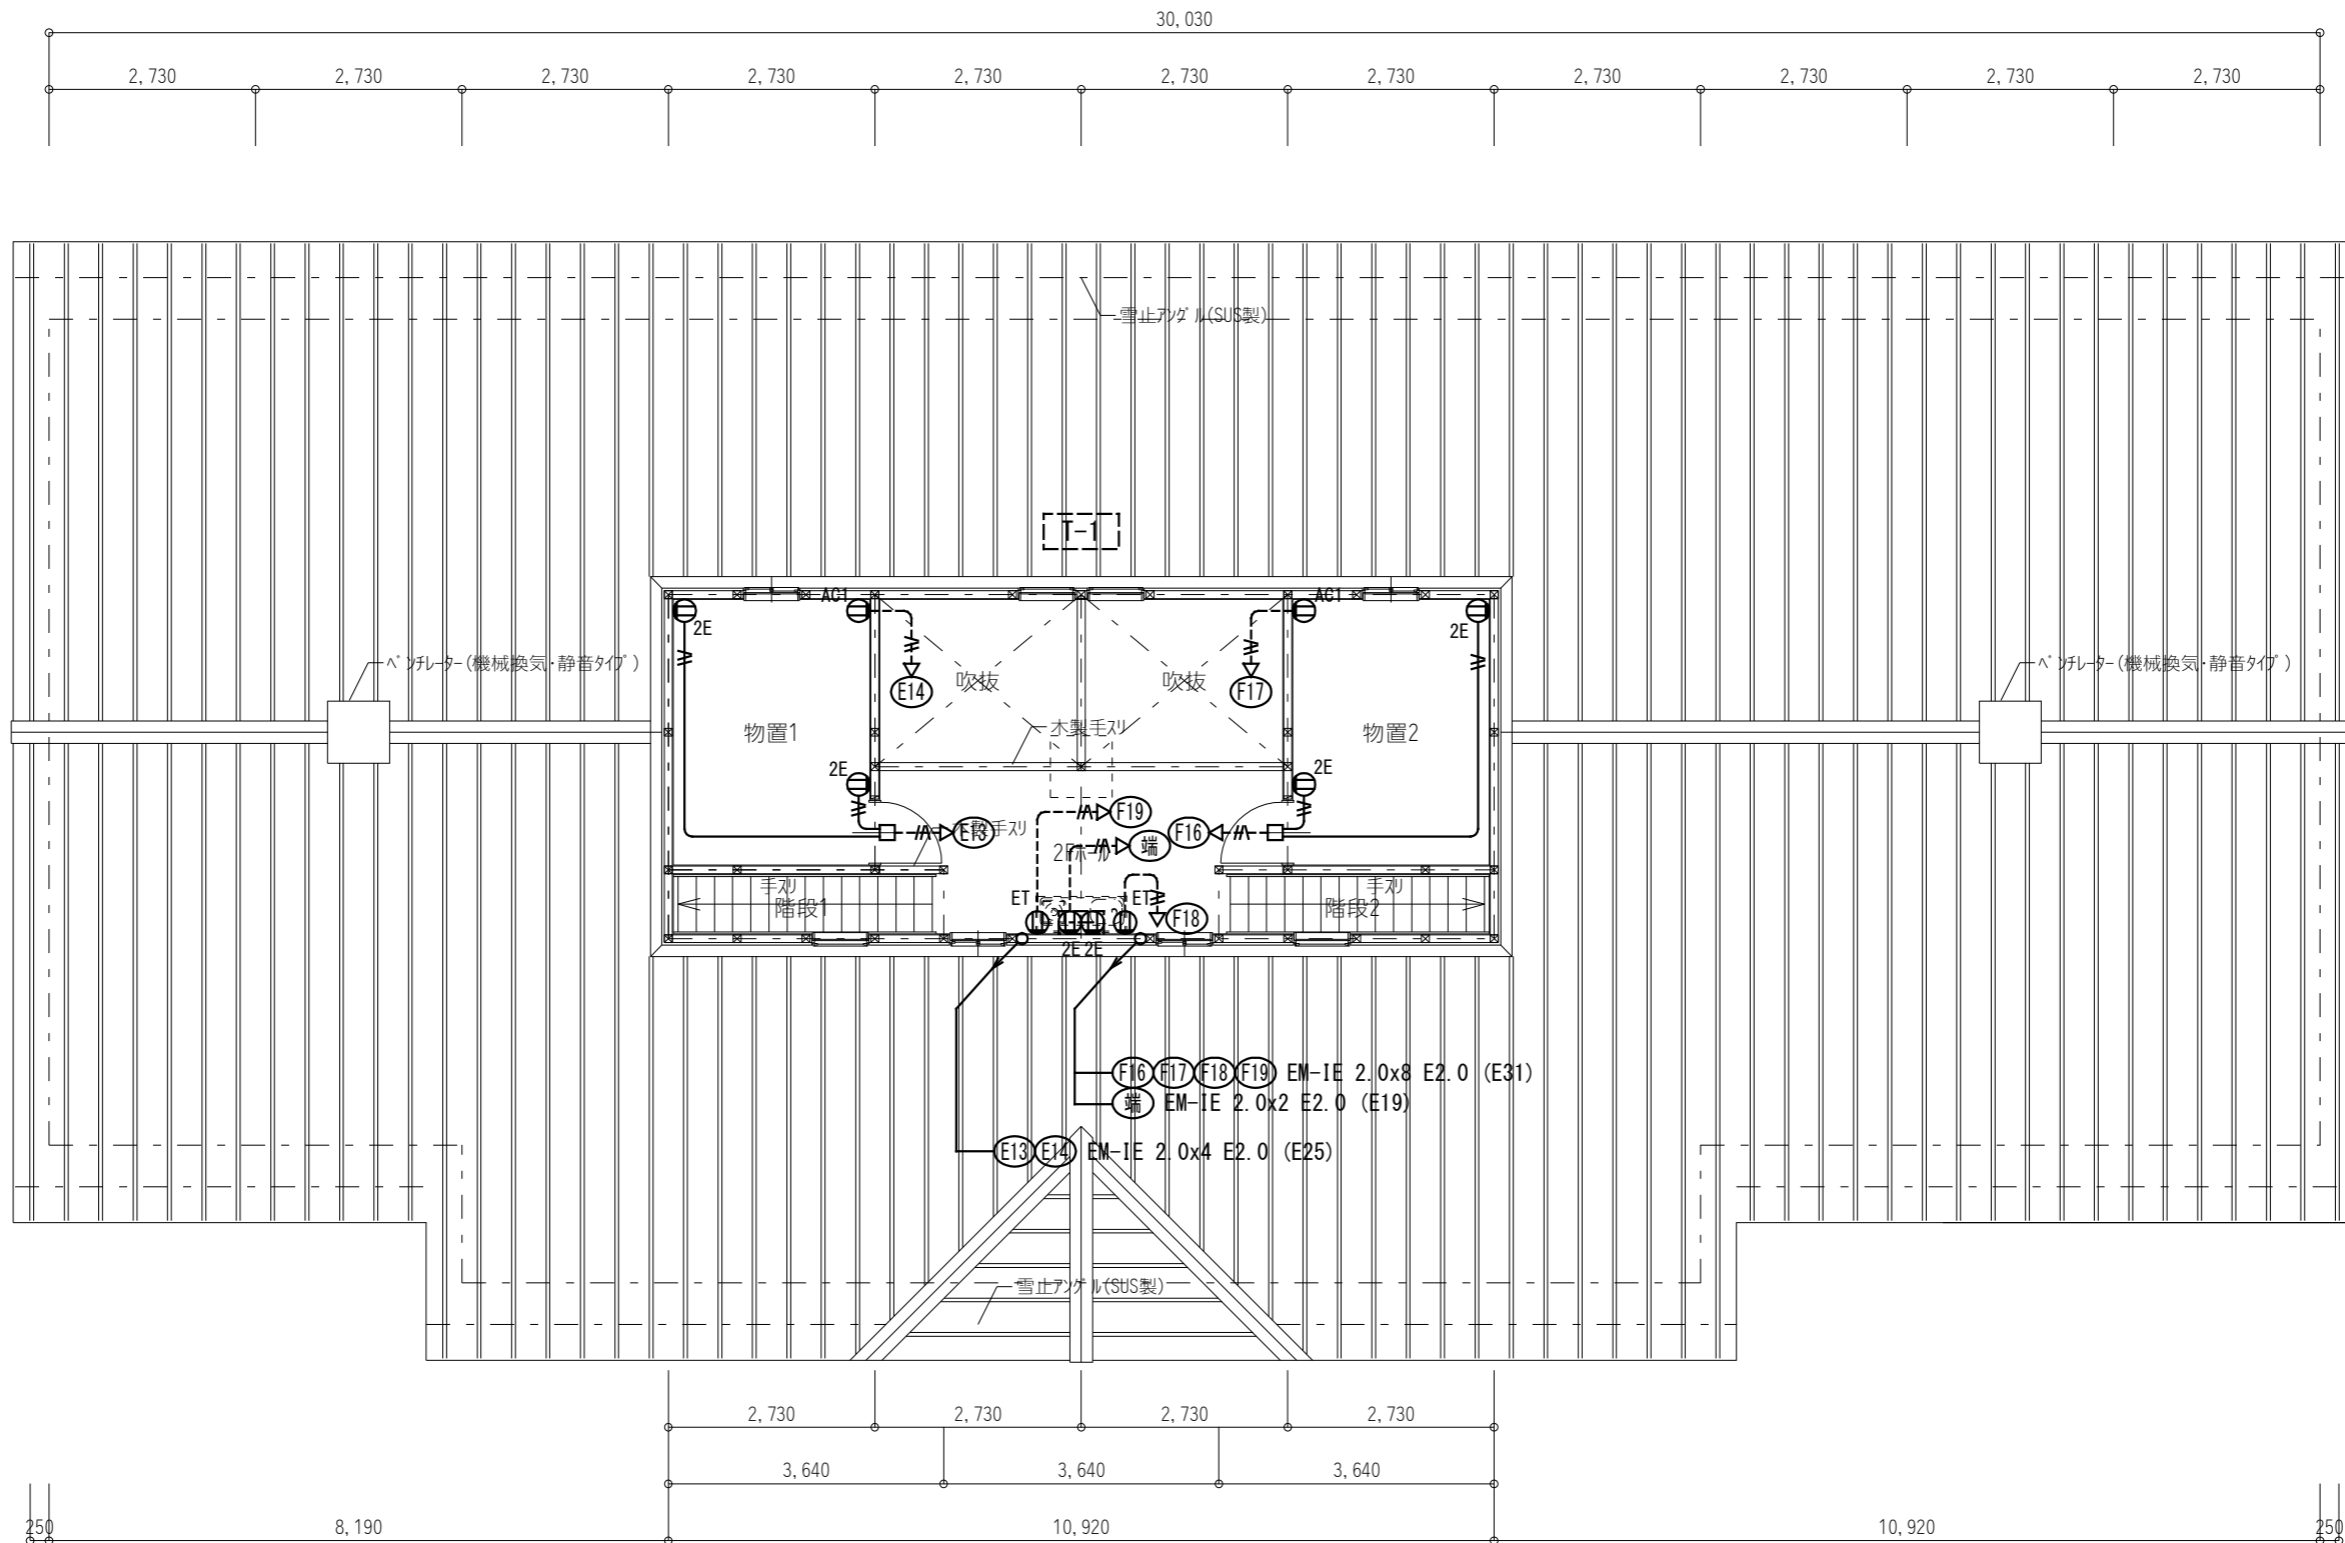 30,030
2,730 2,730 2,730 2,730 2,730 2,730 2,730 2,730 2,730 2,730 2,730
雪止アングル(SUS製)
T-1
AC1 AC1
2E 2E
ベンチレーター(機械換気・静音タイプ) ベンチレーター(機械換気・静音タイプ)
E14 吹抜 吹抜 F17
物置1 木製手スリ 物置2
2E 2E
F19
E13 木製手スリ F16
端
2Fホール
手スリ 手スリ
ET ET
階段1 F18 階段2
2E 2E
F16 F17 F18 F19 EM-IE 2.0x8 E2.0 (E31)
端 EM-IE 2.0x2 E2.0 (E19)
E13 E14 EM-IE 2.0x4 E2.0 (E25)
雪止アングル(SUS製)
2,730 2,730 2,730 2,730
3,640 3,640 3,640
250 8,190 10,920 10,920 250